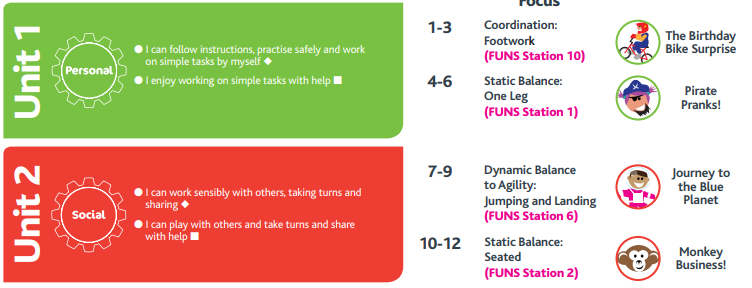 Focus
Unit 1
Personal
● I can follow instructions, practise safely and work
on simple tasks by myself ◆
● I enjoy working on simple tasks with help ■
1-3
Coordination:
Footwork
(FUNS Station 10)
The Birthday
Bike Surprise
4-6
Static Balance:
One Leg
(FUNS Station 1)
Pirate
Pranks!
Unit 2
Social
● I can work sensibly with others, taking turns and
sharing ◆
● I can play with others and take turns and share
with help ■
7-9
Dynamic Balance
to Agility:
Jumping and Landing
(FUNS Station 6)
Journey to
the Blue
Planet
10-12
Static Balance:
Seated
(FUNS Station 2)
Monkey
Business!